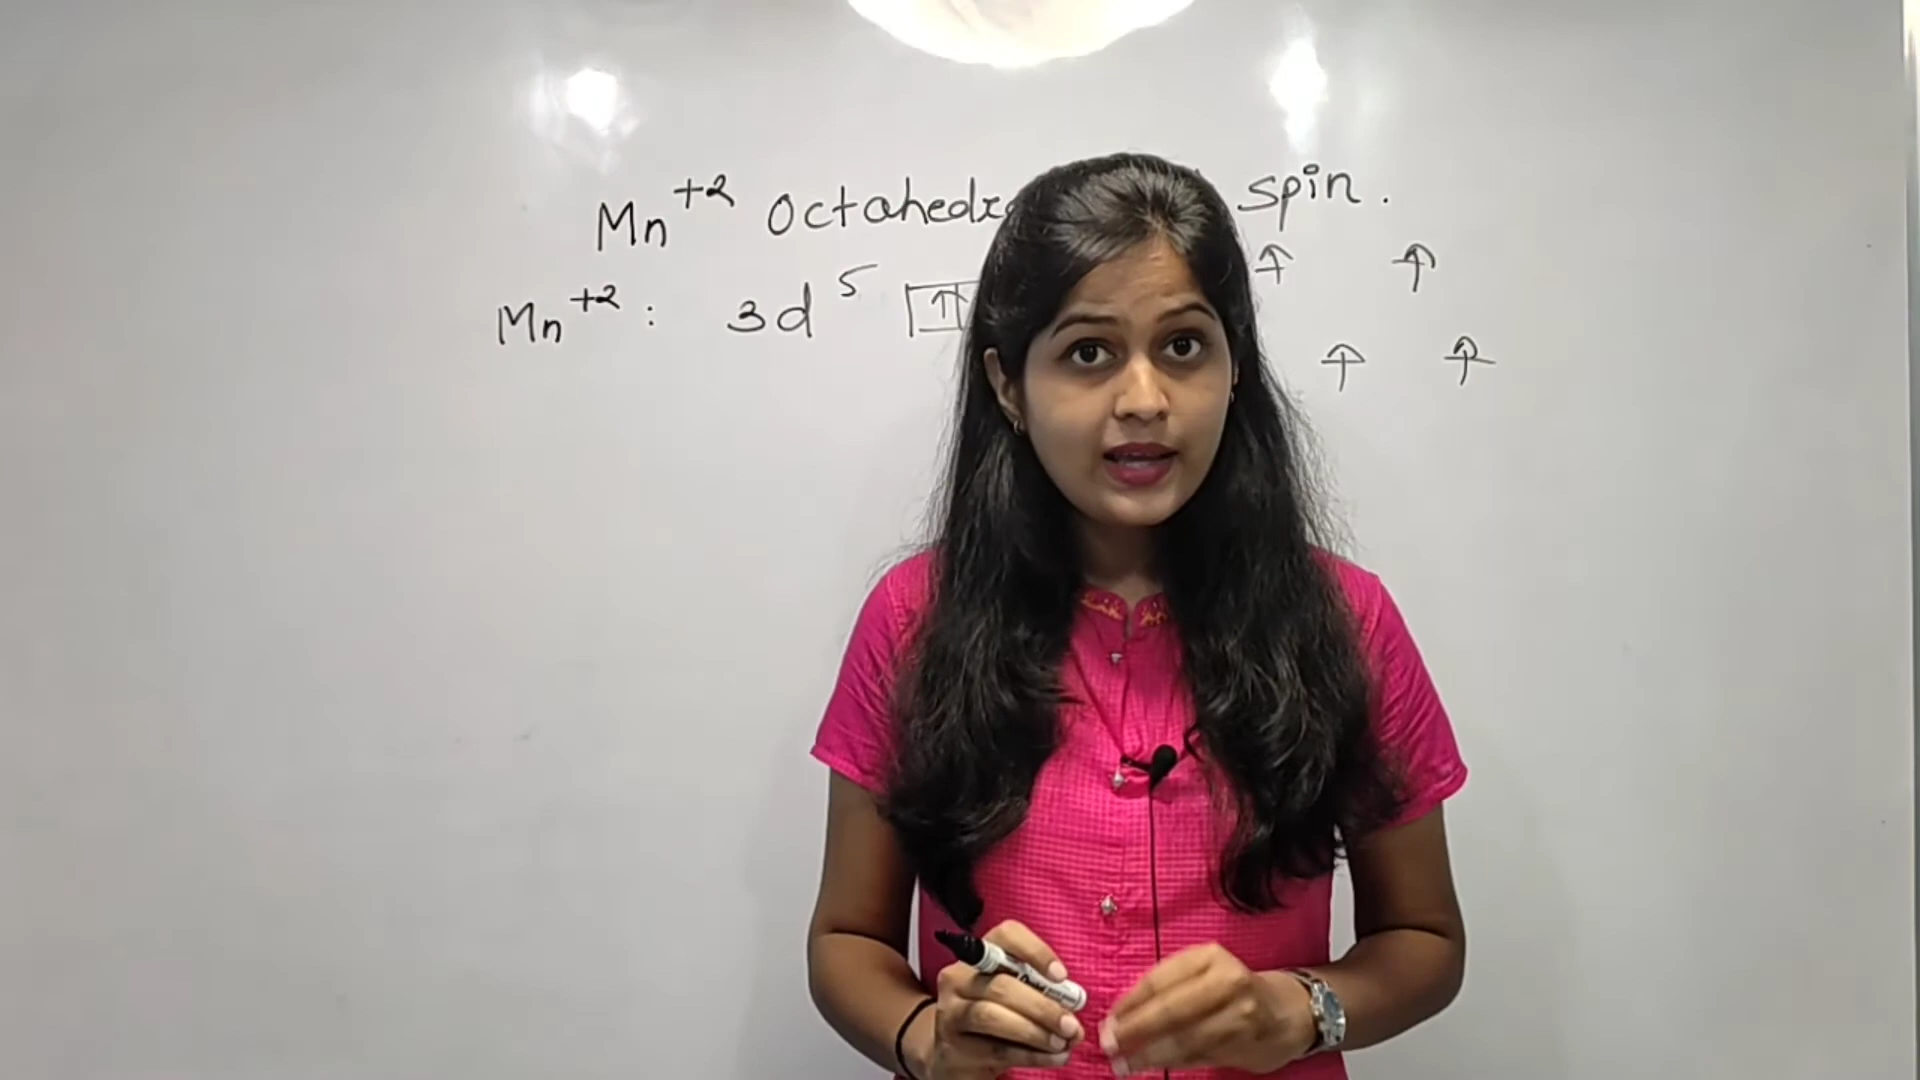 Mn+2 Octahedr spin.
↑ ↑
Mn+2 : 3d5 ↑
↑ ↑